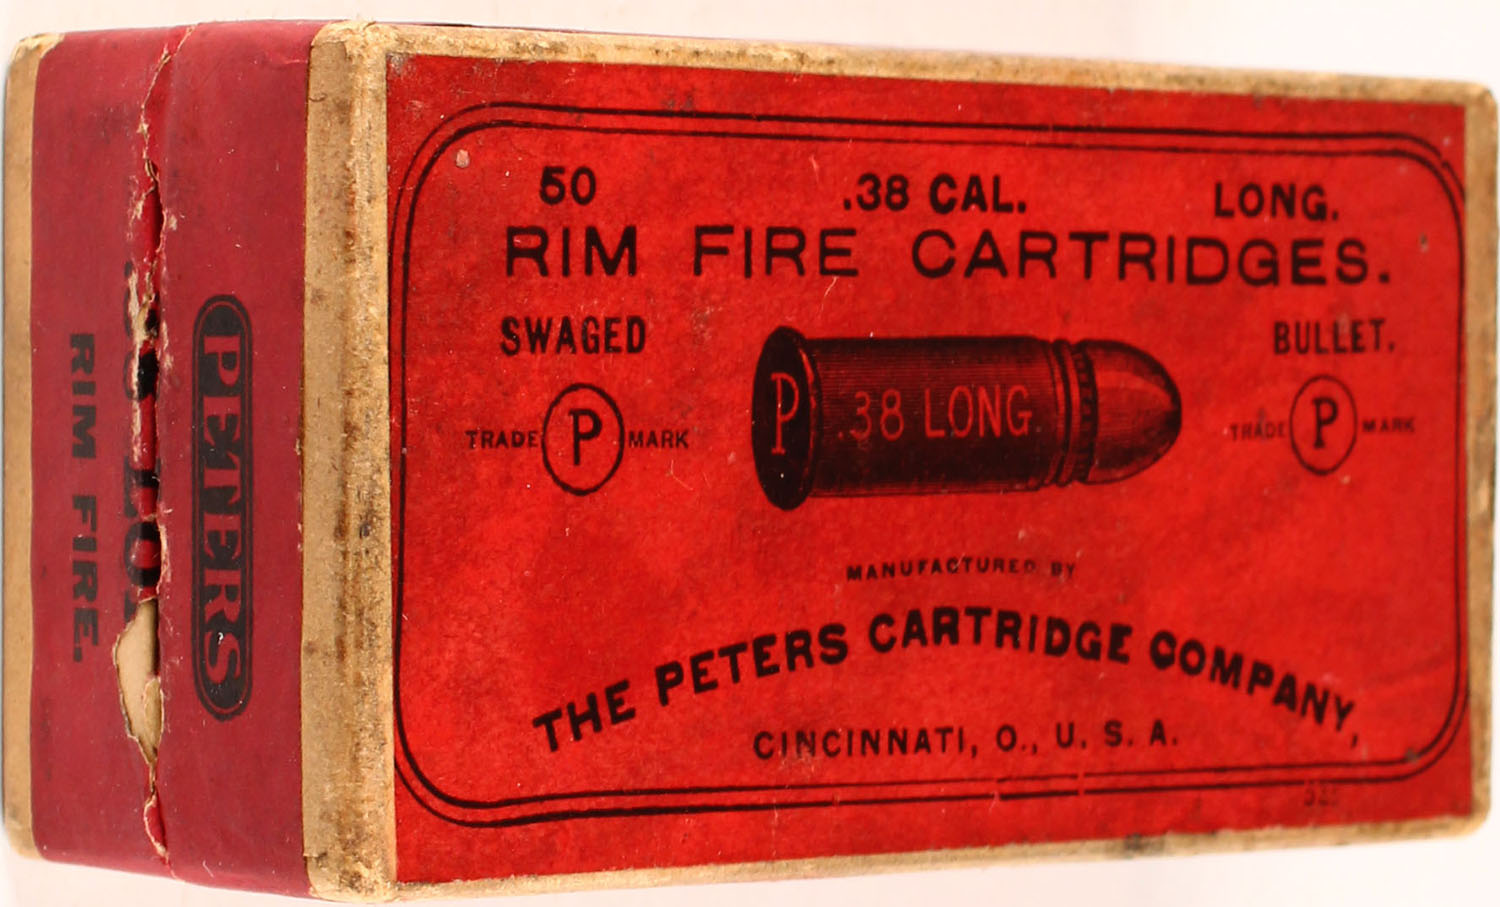 50 .38 CAL. LONG.
RIM FIRE CARTRIDGES.
SWAGED BULLET.
TRADE P MARK
P .38 LONG.
TRADE P MARK
MANUFACTURED BY
THE PETERS CARTRIDGE COMPANY,
CINCINNATI, O., U. S. A.
PETERS
RIM FIRE.